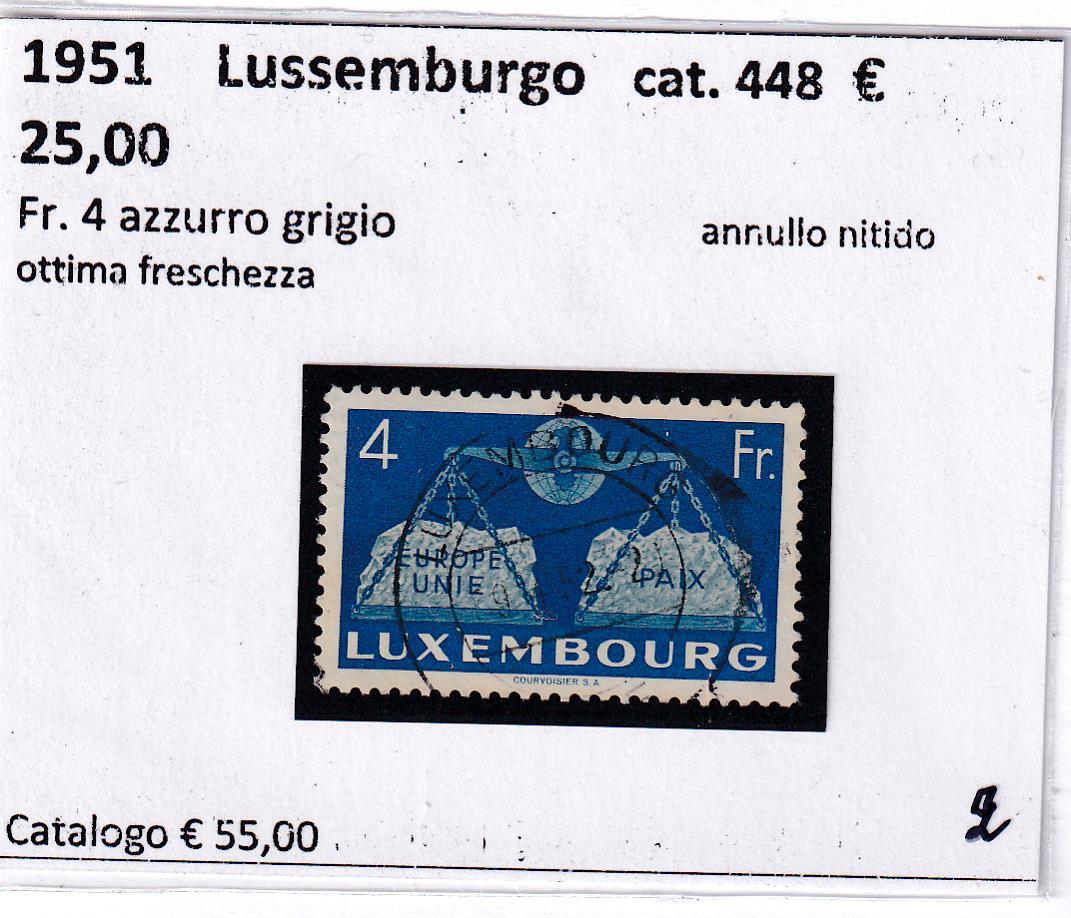 1951 Lussemburgo cat. 448 €
25,00
Fr. 4 azzurro grigio
annullo nitido
ottima freschezza
4 Fr.
LUXEMBOURG
EUROPE PAIX
UNIE
LUXEMBOURG
COURVOISIER S.A
Catalogo € 55,00